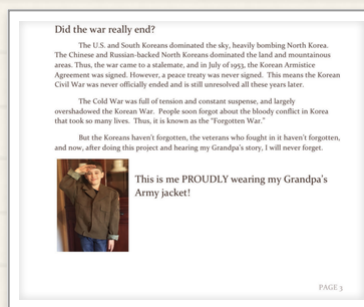 Did the war really end?
The U.S. and South Koreans dominated the sky, heavily bombing North Korea.
The Chinese and Russian-backed North Koreans dominated the land and mountainous
areas. Thus, the war came to a stalemate, and in July of 1953, the Korean Armistice
Agreement was signed. However, a peace treaty was never signed. This means the Korean
Civil War was never officially ended and is still unresolved all these years later.
The Cold War was full of tension and constant suspense, and largely
overshadowed the Korean War. People soon forgot about the bloody conflict in Korea
that took so many lives. Thus, it is known as the "Forgotten War."
But the Koreans haven't forgotten, the veterans who fought in it haven't forgotten,
and now, after doing this project and hearing my Grandpa's story, I will never forget.
This is me PROUDLY wearing my Grandpa's
Army jacket!
PAGE 3